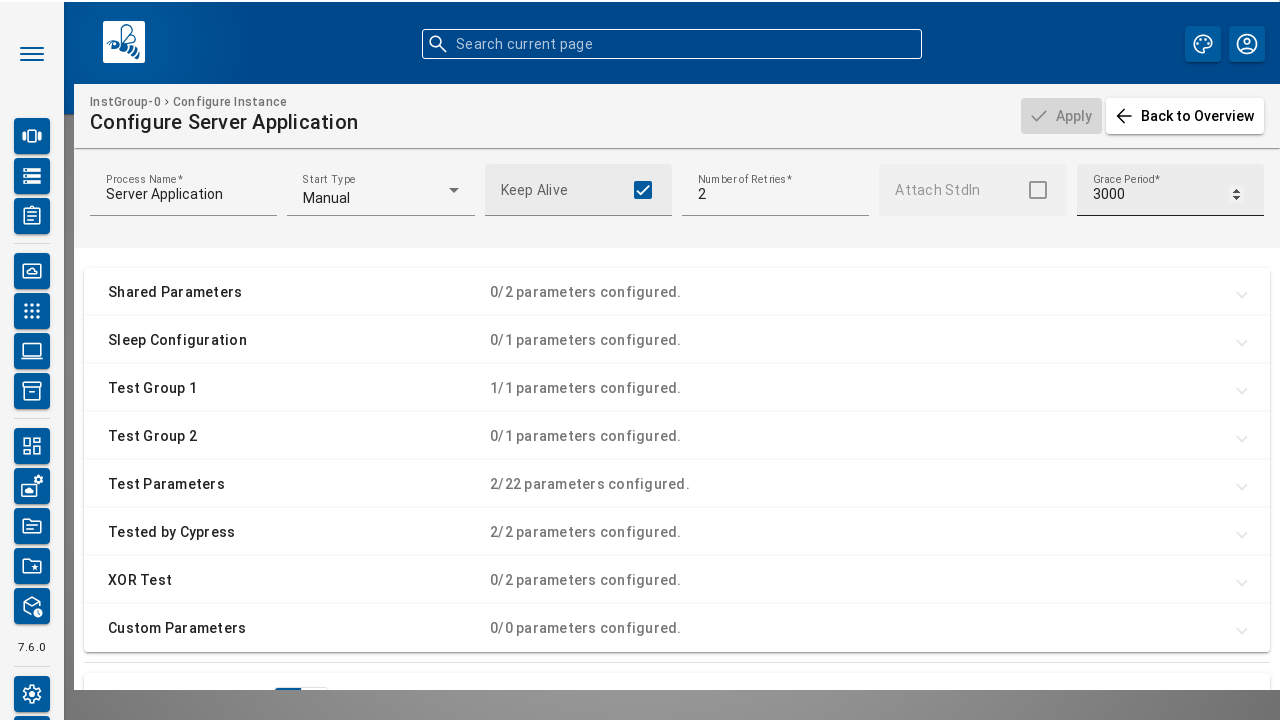 Search current page
InstGroup-0 › Configure Instance
Configure Server Application
Apply
Back to Overview
Process Name*
Server Application
Start Type
Manual
Keep Alive
Number of Retries*
2
Attach StdIn
Grace Period*
3000
Shared Parameters 0/2 parameters configured.
Sleep Configuration 0/1 parameters configured.
Test Group 1 1/1 parameters configured.
Test Group 2 0/1 parameters configured.
Test Parameters 2/22 parameters configured.
Tested by Cypress 2/2 parameters configured.
XOR Test 0/2 parameters configured.
Custom Parameters 0/0 parameters configured.
7.6.0